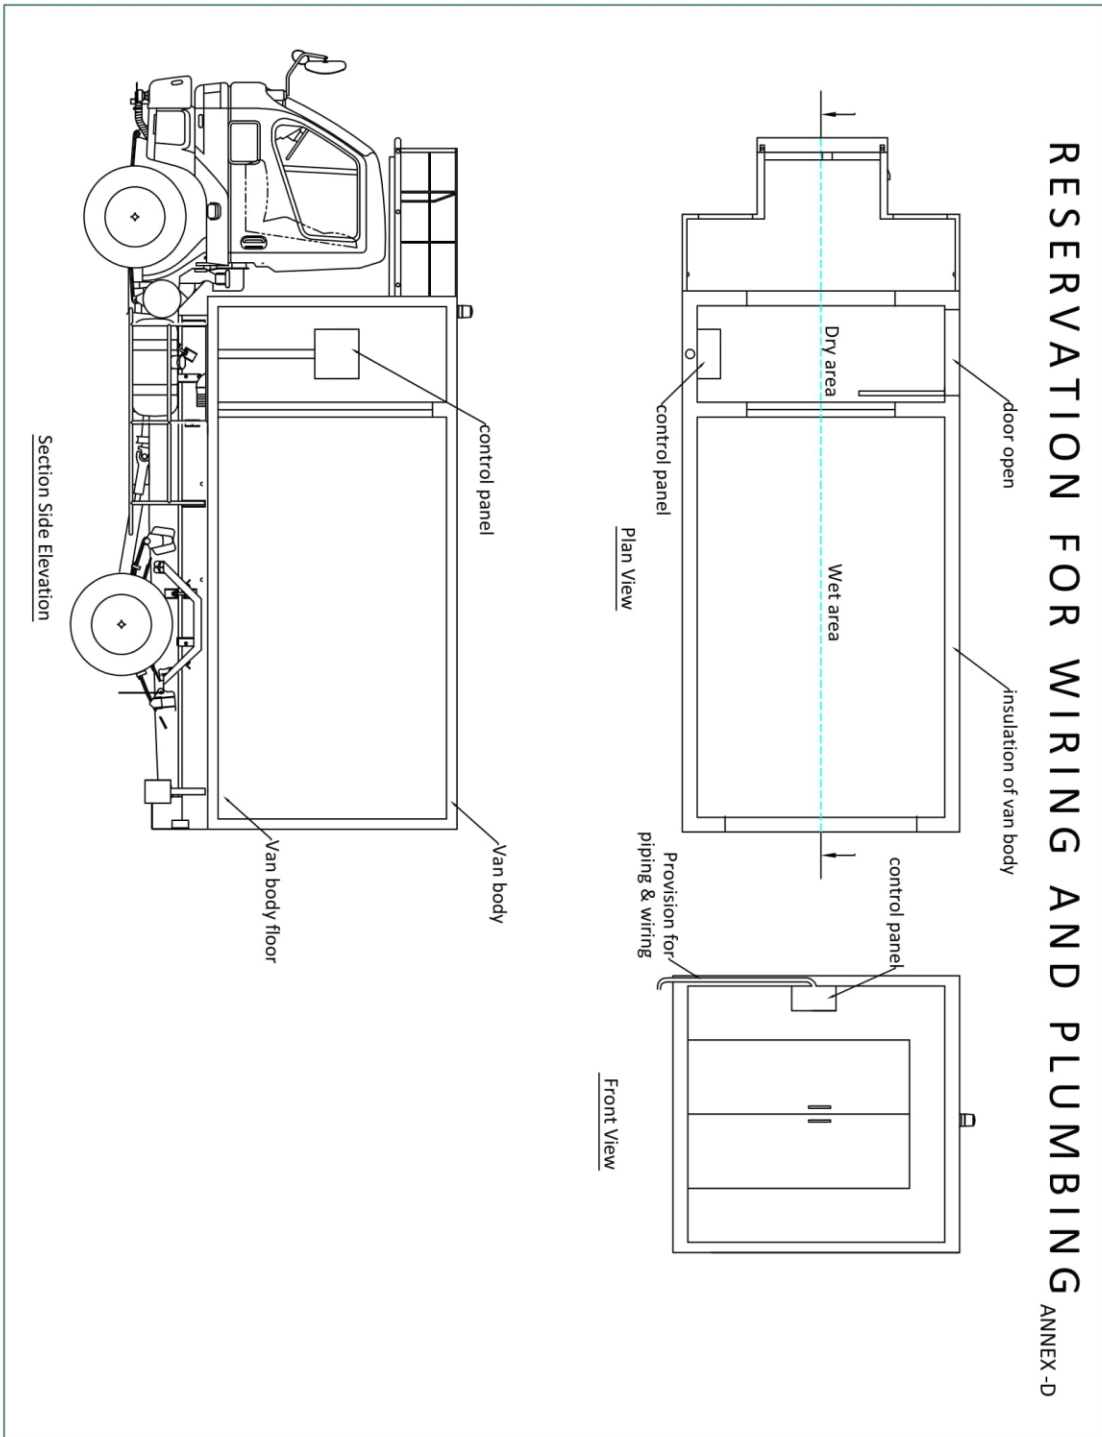 RESERVATION FOR WIRING AND PLUMBING
ANNEX -D
door open
insulation of van body
Dry area
Wet area
control panel
Plan View
control panel
Provision for
piping & wiring
Front View
control panel
Van body
Van body floor
Section Side Elevation